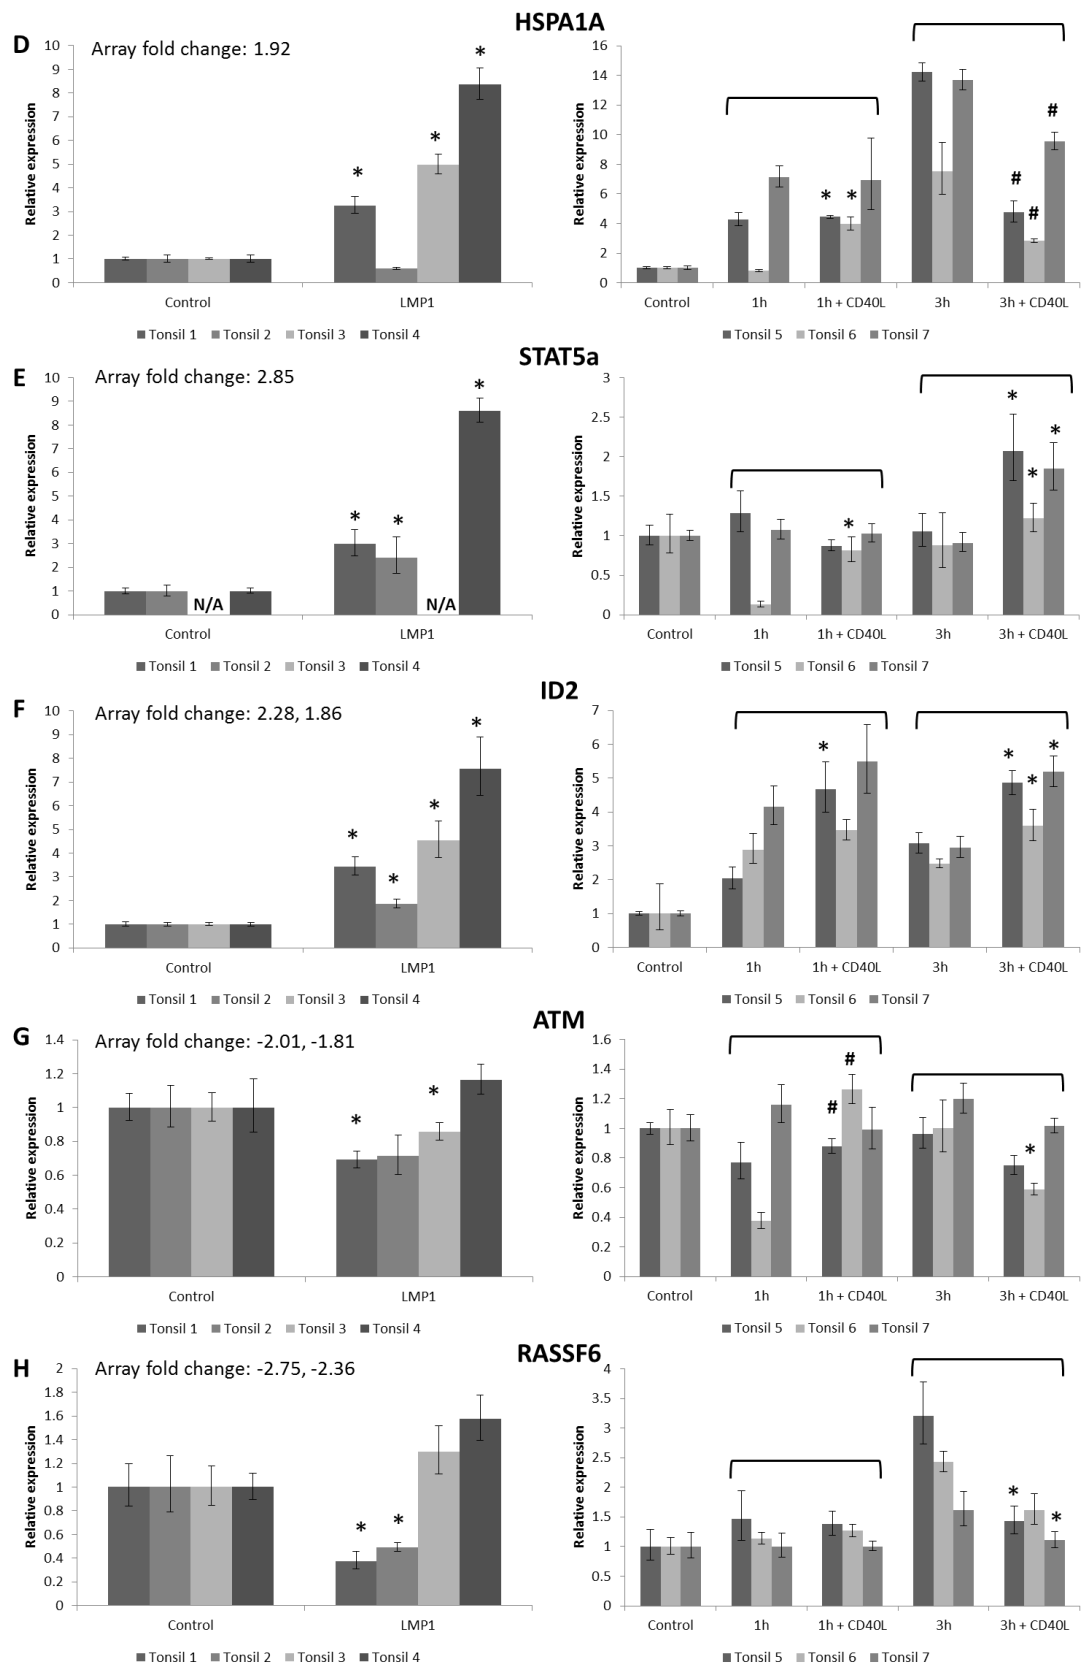 HSPA1A
D
Array fold change: 1.92
Relative expression
10
9
8
7
6
5
4
3
2
1
0
*
*
*
Control
LMP1
Tonsil 1 Tonsil 2 Tonsil 3 Tonsil 4
Relative expression
16
14
12
10
8
6
4
2
0
* *
# # #
Control 1h 1h + CD40L 3h 3h + CD40L
Tonsil 5 Tonsil 6 Tonsil 7
STAT5a
E
Array fold change: 2.85
Relative expression
10
9
8
7
6
5
4
3
2
1
0
N/A
* * N/A *
Control
LMP1
Tonsil 1 Tonsil 2 Tonsil 3 Tonsil 4
Relative expression
3
2.5
2
1.5
1
0.5
0
*
* * *
Control 1h 1h + CD40L 3h 3h + CD40L
Tonsil 5 Tonsil 6 Tonsil 7
ID2
F
Array fold change: 2.28, 1.86
Relative expression
10
9
8
7
6
5
4
3
2
1
0
* * * *
Control
LMP1
Tonsil 1 Tonsil 2 Tonsil 3 Tonsil 4
Relative expression
7
6
5
4
3
2
1
0
*
* * *
Control 1h 1h + CD40L 3h 3h + CD40L
Tonsil 5 Tonsil 6 Tonsil 7
ATM
G
Array fold change: -2.01, -1.81
Relative expression
1.4
1.2
1
0.8
0.6
0.4
0.2
0
* *
Control
LMP1
Tonsil 1 Tonsil 2 Tonsil 3 Tonsil 4
Relative expression
1.6
1.4
1.2
1
0.8
0.6
0.4
0.2
0
# #
*
Control 1h 1h + CD40L 3h 3h + CD40L
Tonsil 5 Tonsil 6 Tonsil 7
RASSF6
H
Array fold change: -2.75, -2.36
Relative expression
2
1.8
1.6
1.4
1.2
1
0.8
0.6
0.4
0.2
0
* *
Control
LMP1
Tonsil 1 Tonsil 2 Tonsil 3 Tonsil 4
Relative expression
4
3.5
3
2.5
2
1.5
1
0.5
0
* *
Control 1h 1h + CD40L 3h 3h + CD40L
Tonsil 5 Tonsil 6 Tonsil 7